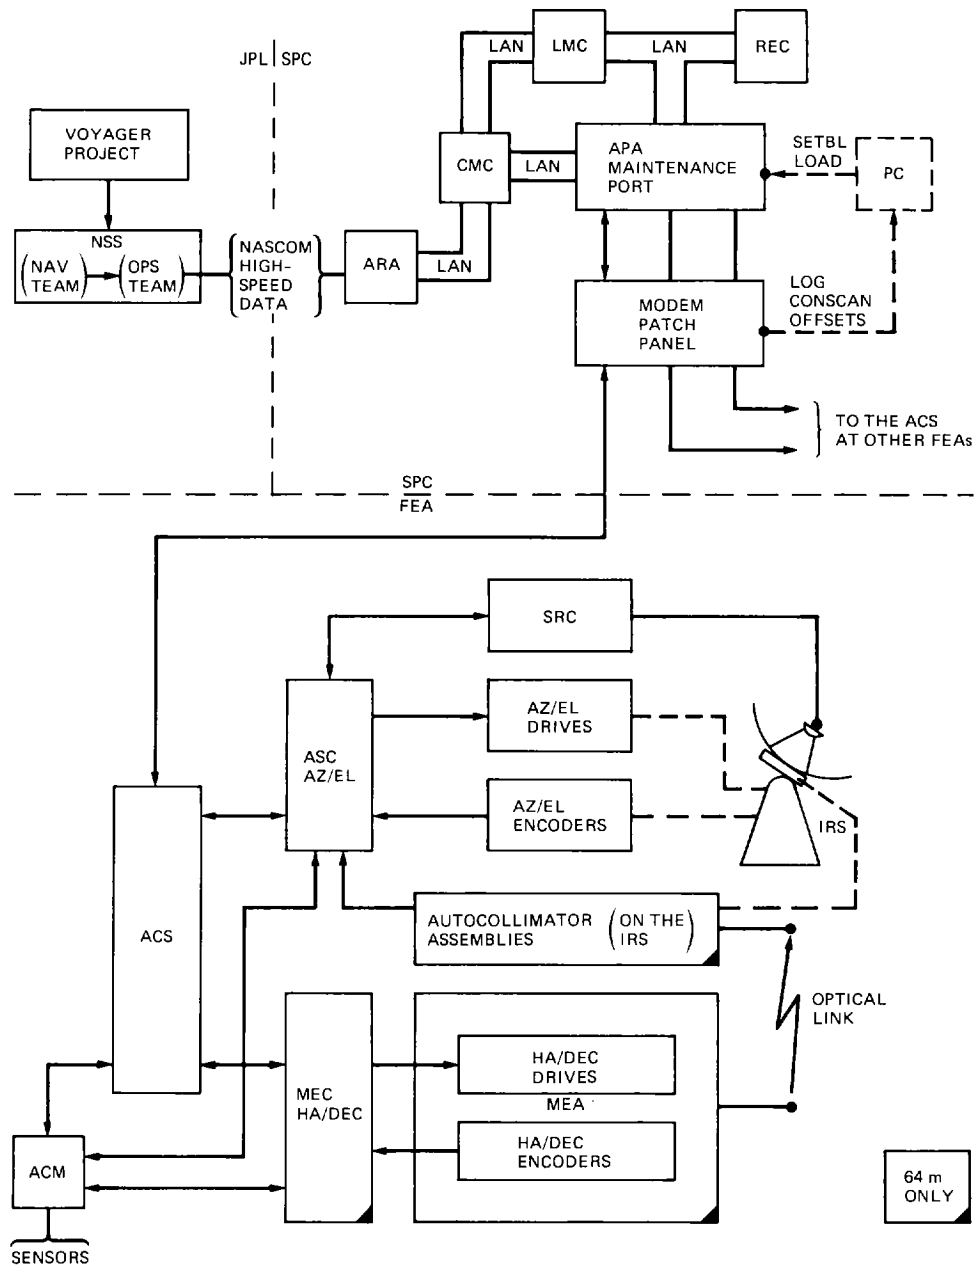 JPL | SPC
LAN
LMC
LAN
REC
VOYAGER
PROJECT
CMC
LAN
APA
MAINTENANCE
PORT
SETBL
LOAD
PC
NSS
(NAV
TEAM)
(OPS
TEAM)
NASCOM
HIGH-
SPEED
DATA
ARA
LAN
MODEM
PATCH
PANEL
LOG
CONSCAN
OFFSETS
TO THE ACS
AT OTHER FEAs
SPC
FEA
SRC
ASC
AZ/EL
AZ/EL
DRIVES
AZ/EL
ENCODERS
IRS
ACS
AUTOCOLLIMATOR
ASSEMBLIES
(ON THE
IRS)
OPTICAL
LINK
MEC
HA/DEC
HA/DEC
DRIVES
MEA
HA/DEC
ENCODERS
ACM
SENSORS
64 m
ONLY